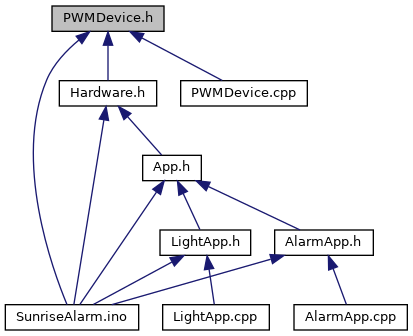 PWMDevice.h
Hardware.h
PWMDevice.cpp
App.h
LightApp.h
AlarmApp.h
SunriseAlarm.ino
LightApp.cpp
AlarmApp.cpp